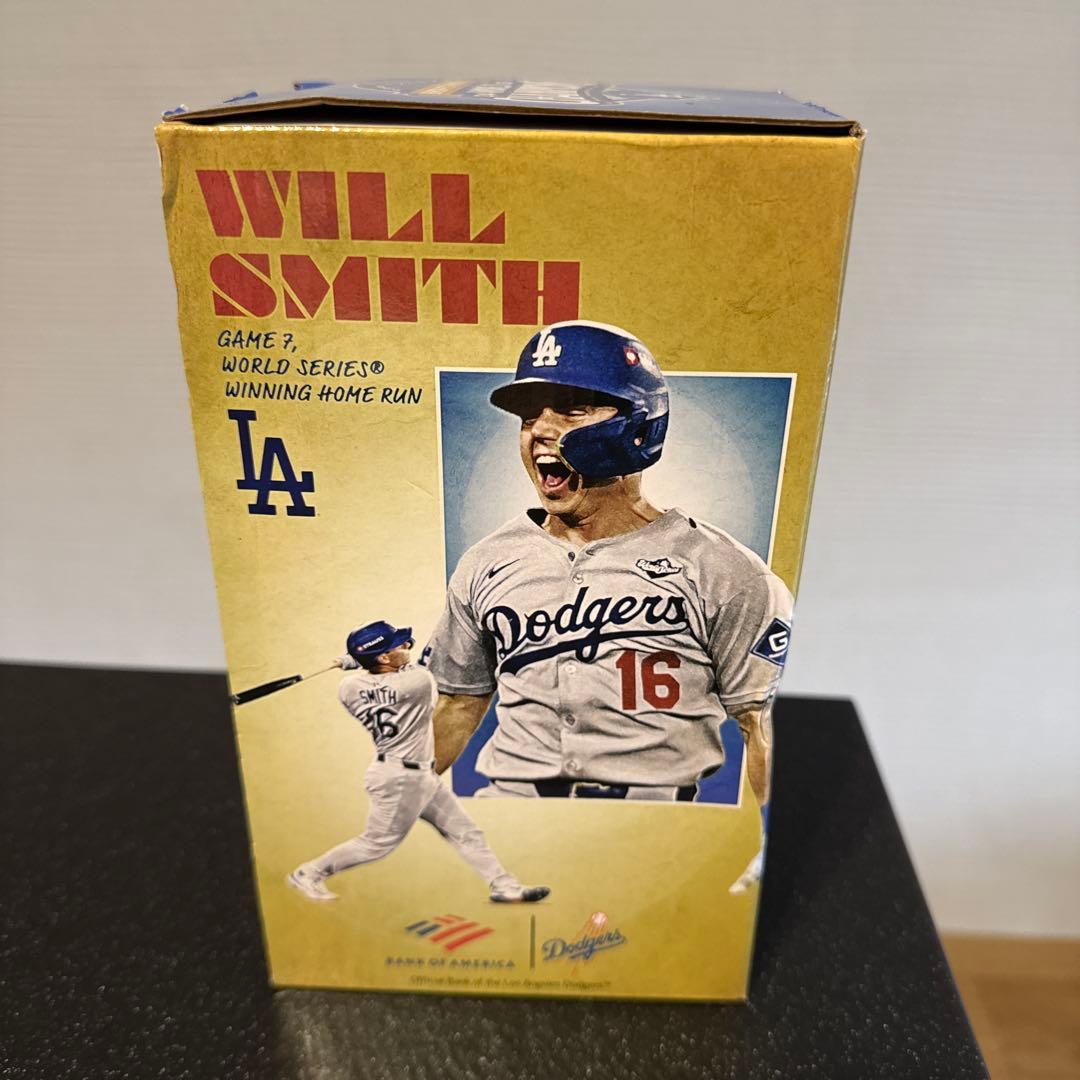 WILL
SMITH
GAME 7,
WORLD SERIES®
WINNING HOME RUN
LA
LA
Dodgers
16
SMITH
16
BANK OF AMERICA
Dodgers
Official Bank of the Los Angeles Dodgers™